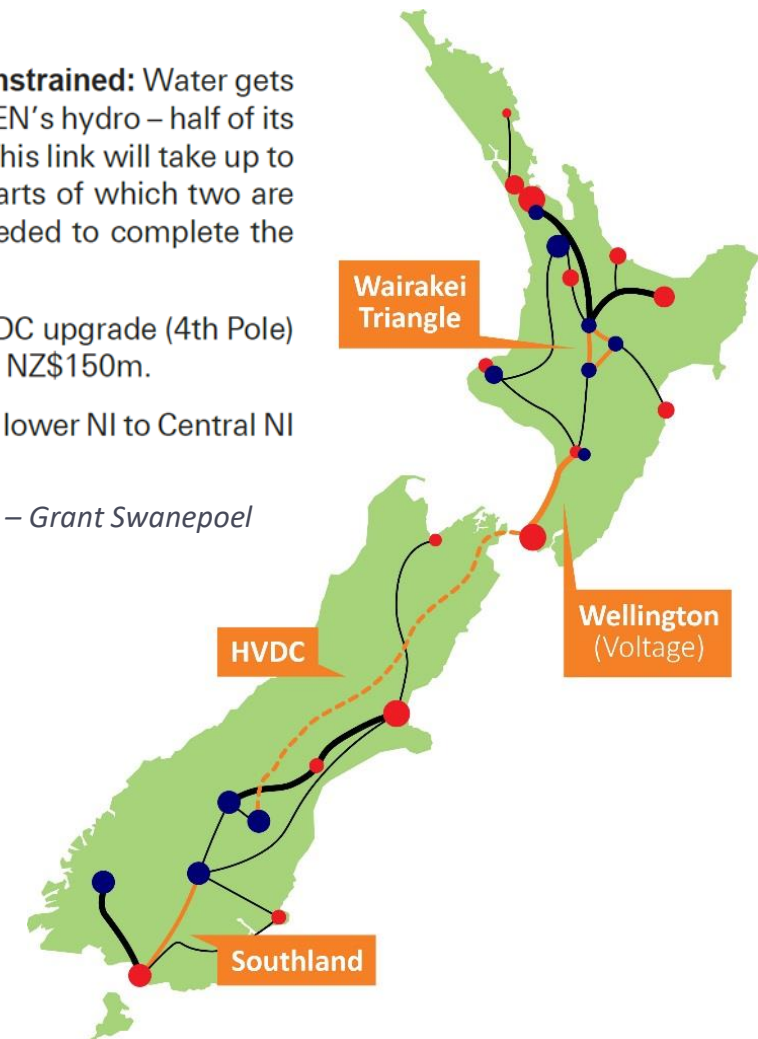 nstrained: Water gets
EN's hydro – half of its
his link will take up to
arts of which two are
eded to complete the
DC upgrade (4th Pole)
NZ$150m.
lower NI to Central NI
– Grant Swanepoel
Wairakei
Triangle
Wellington
(Voltage)
HVDC
Southland